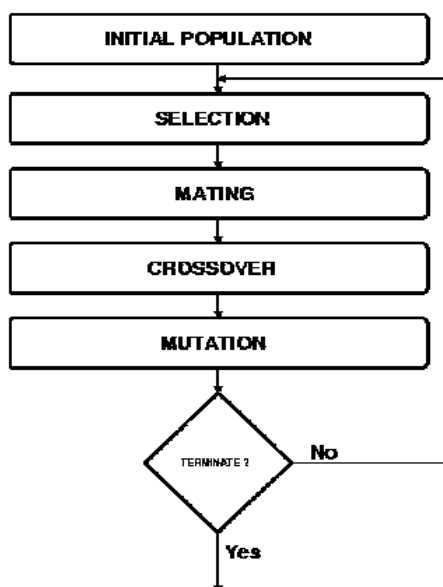 INITIAL POPULATION
SELECTION
MATING
CROSSOVER
MUTATION
TERMINATE ?
No
Yes